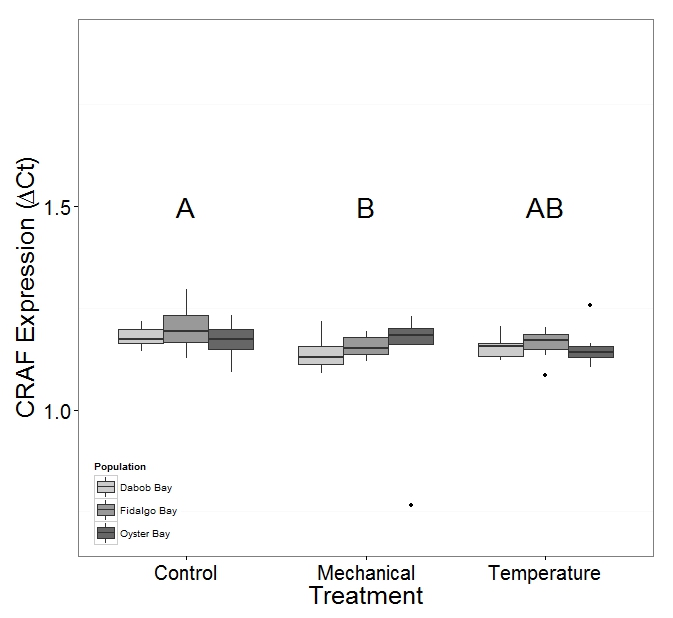 CRAF Expression (ΔCt)
1.5
1.0
A
B
AB
Population
Dabob Bay
Fidalgo Bay
Oyster Bay
Control
Mechanical
Temperature
Treatment